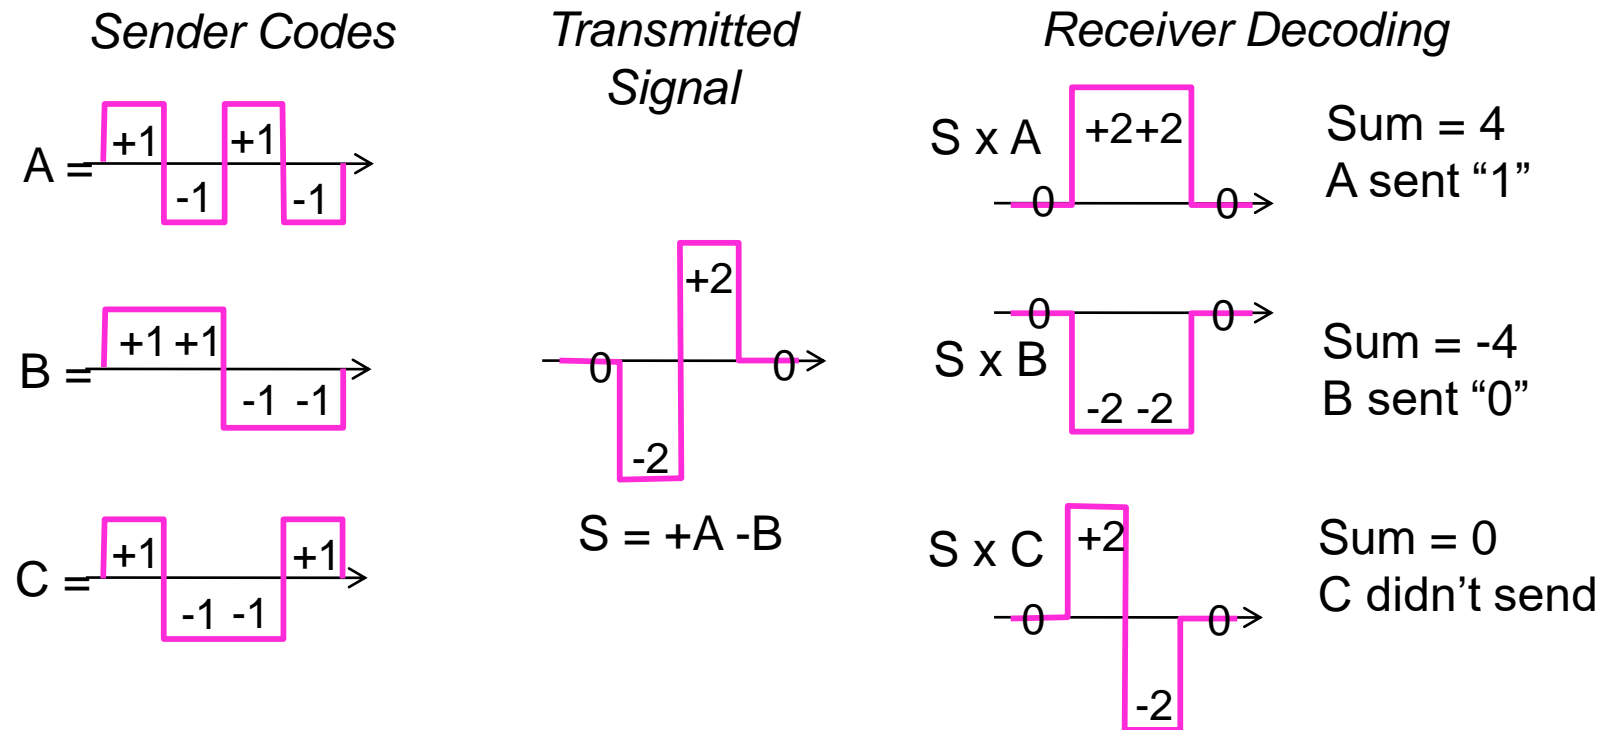 Sender Codes
Transmitted
Signal
Receiver Decoding
A =
+1
-1
+1
-1
B =
+1 +1
-1 -1
C =
+1
-1 -1
+1
0
-2
+2
0
S = +A -B
S x A
0
+2+2
0
Sum = 4
A sent “1”
S x B
0
-2 -2
0
Sum = -4
B sent “0”
S x C
0
+2
-2
0
Sum = 0
C didn’t send